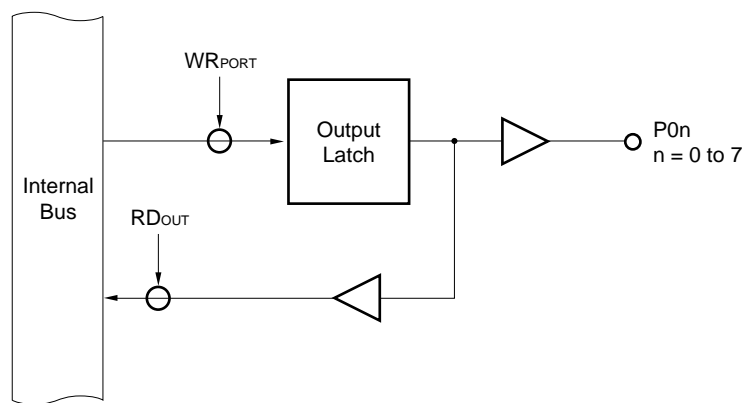 WRPORT
Output
Latch
P0n
n = 0 to 7
Internal
Bus
RDOUT